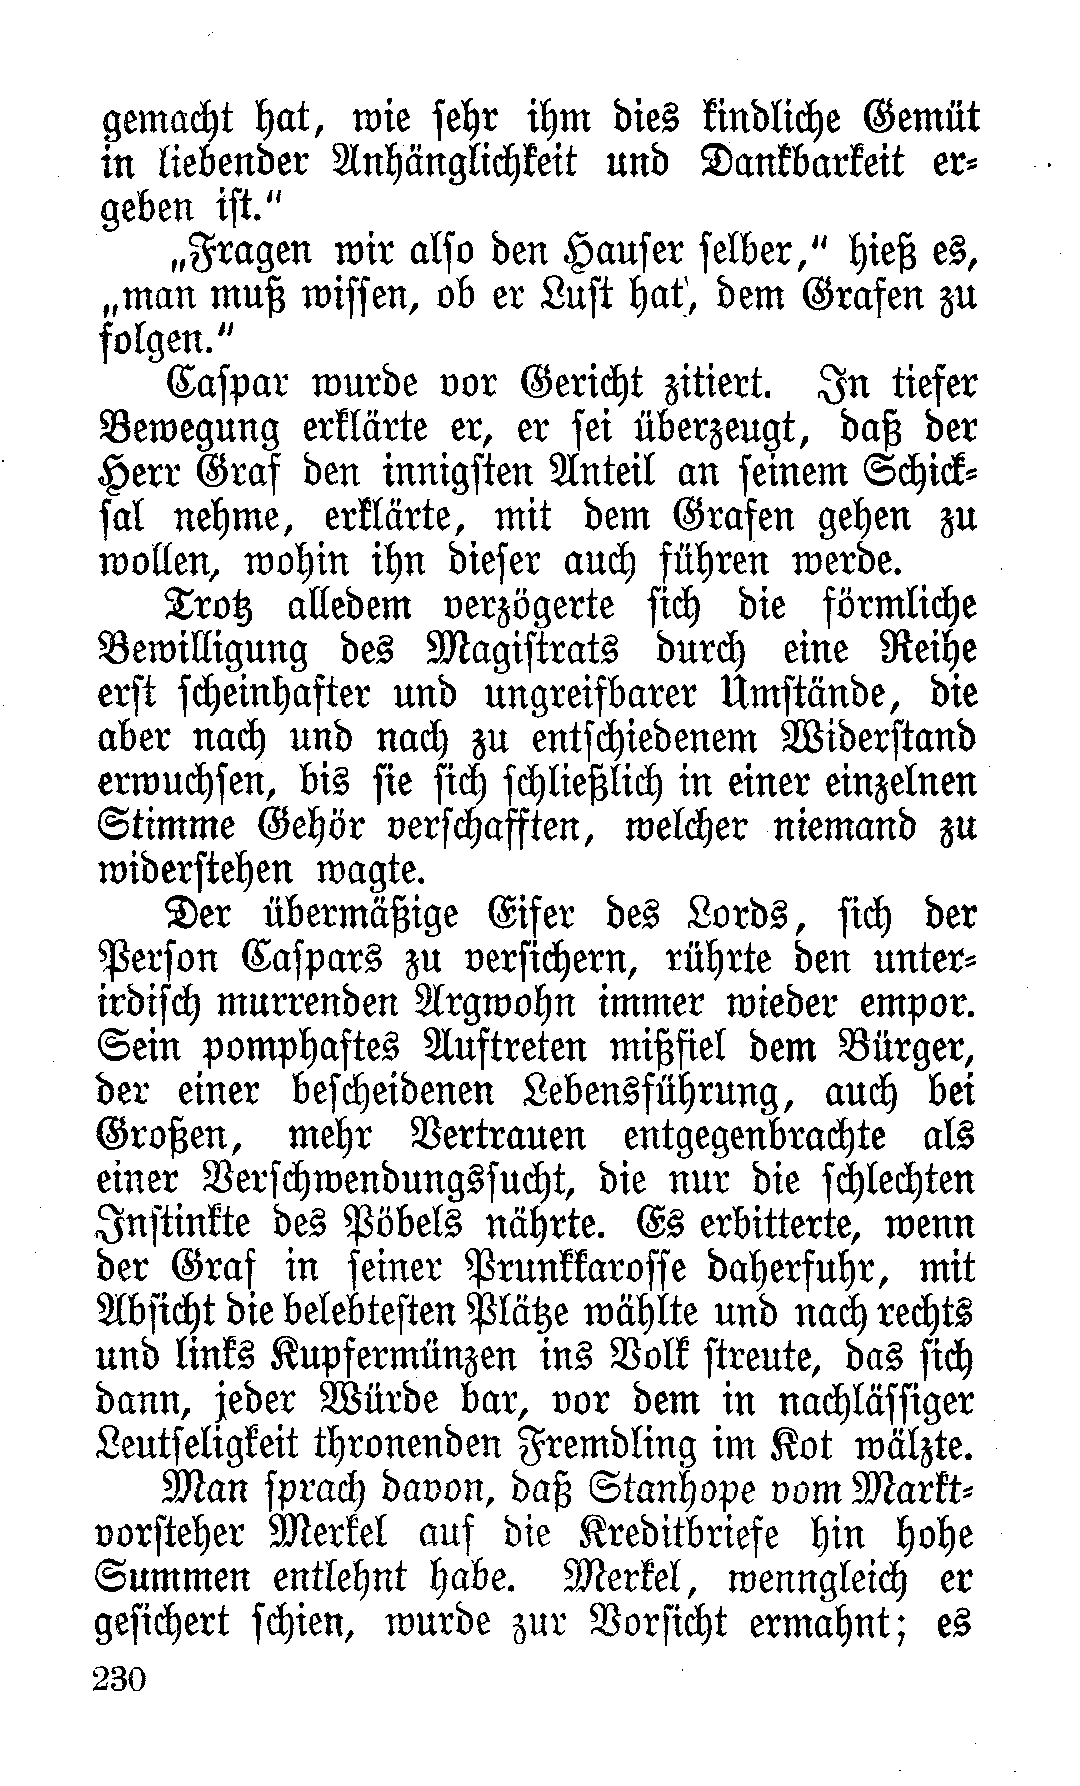 gemacht hat, wie sehr ihm dies kindliche Gemüt
in liebender Anhänglichkeit und Dankbarkeit er-
geben ist."
„Fragen wir also den Hauser selber," hieß es,
„man muß wissen, ob er Lust hat, dem Grafen zu
folgen."
Caspar wurde vor Gericht zitiert. In tiefer
Bewegung erklärte er, er sei überzeugt, daß der
Herr Graf den innigsten Anteil an seinem Schick-
sal nehme, erklärte, mit dem Grafen gehen zu
wollen, wohin ihn dieser auch führen werde.
Trotz alledem verzögerte sich die förmliche
Bewilligung des Magistrats durch eine Reihe
erst scheinhafter und ungreifbarer Umstände, die
aber nach und nach zu entschiedenem Widerstand
erwuchsen, bis sie sich schließlich in einer einzelnen
Stimme Gehör verschafften, welcher niemand zu
widerstehen wagte.
Der übermäßige Eifer des Lords, sich der
Person Caspars zu versichern, rührte den unter-
irdisch murrenden Argwohn immer wieder empor.
Sein pomphaftes Auftreten mißfiel dem Bürger,
der einer bescheidenen Lebensführung, auch bei
Großen, mehr Vertrauen entgegenbrachte als
einer Verschwendungssucht, die nur die schlechten
Instinkte des Pöbels nährte. Es erbitterte, wenn
der Graf in seiner Prunkkarosse daherfuhr, mit
Absicht die belebtesten Plätze wählte und nach rechts
und links Kupfermünzen ins Volk streute, das sich
dann, jeder Würde bar, vor dem in nachlässiger
Leutseligkeit thronenden Fremdling im Kot wälzte.
Man sprach davon, daß Stanhope vom Markt-
vorsteher Merkel auf die Kreditbriefe hin hohe
Summen entlehnt habe. Merkel, wenngleich er
gesichert schien, wurde zur Vorsicht ermahnt; es
230